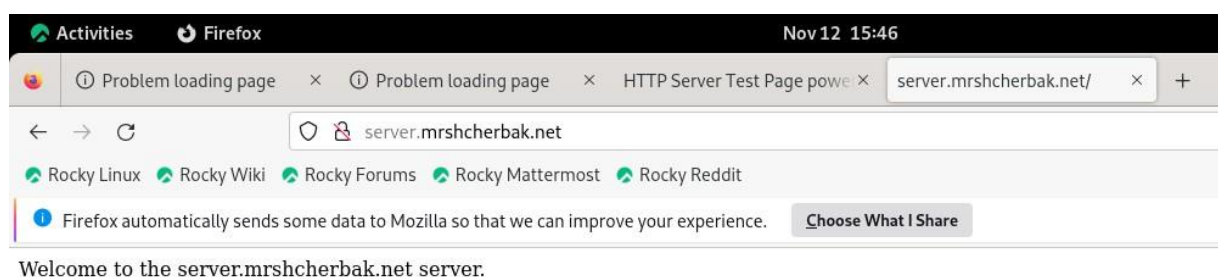 Activities Firefox Nov 12 15:46
Problem loading page Problem loading page HTTP Server Test Page powe server.mrshcherbak.net/
server.mrshcherbak.net
Rocky Linux Rocky Wiki Rocky Forums Rocky Mattermost Rocky Reddit
Firefox automatically sends some data to Mozilla so that we can improve your experience. Choose What I Share
Welcome to the server.mrshcherbak.net server.